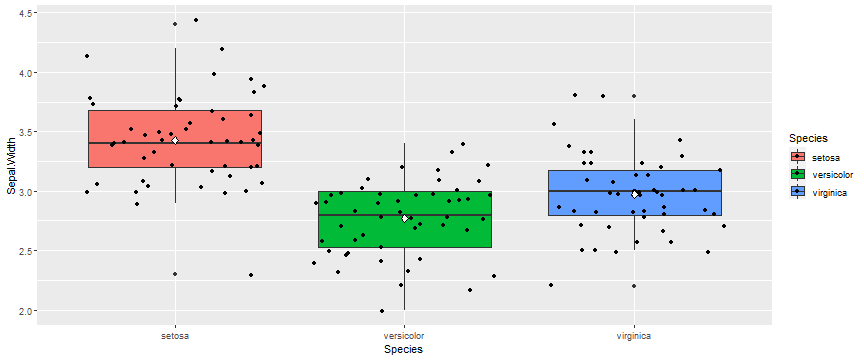 4.5
4.0
3.5
3.0
2.5
2.0
Sepal.Width
setosa
versicolor
virginica
Species
Species
setosa
versicolor
virginica